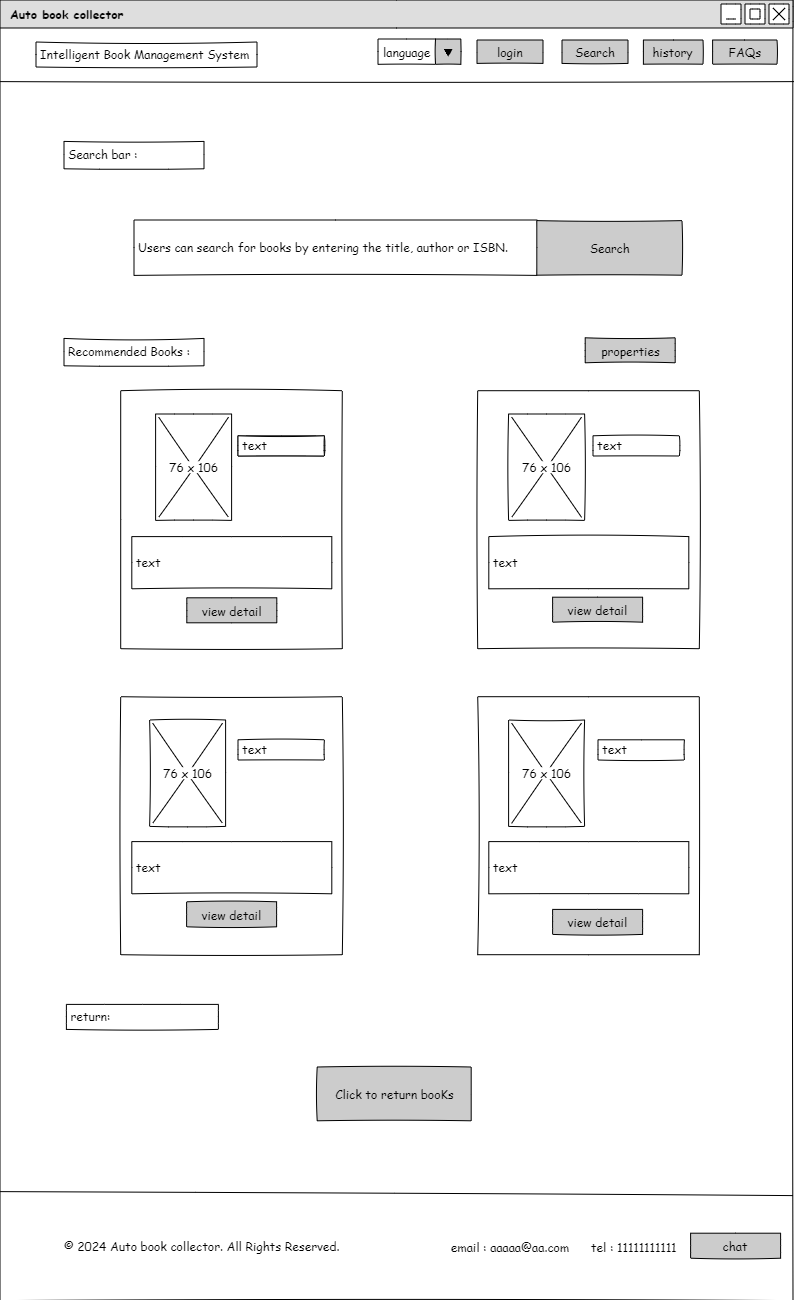 Auto book collector
Intelligent Book Management System
language ▼
login
Search
history
FAQs
Search bar :
Users can search for books by entering the title, author or ISBN.
Search
Recommended Books :
properties
76 x 106
text
text
view detail
76 x 106
text
text
view detail
76 x 106
text
text
view detail
76 x 106
text
text
view detail
return:
Click to return booKs
© 2024 Auto book collector. All Rights Reserved.
email : aaaaa@aa.com
tel : 11111111111
chat